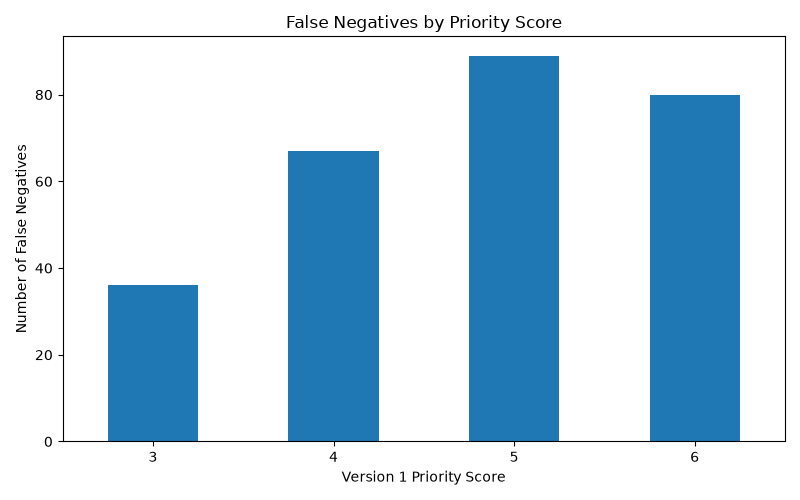 False Negatives by Priority Score
Number of False Negatives
80
60
40
20
0
3 4 5 6
Version 1 Priority Score